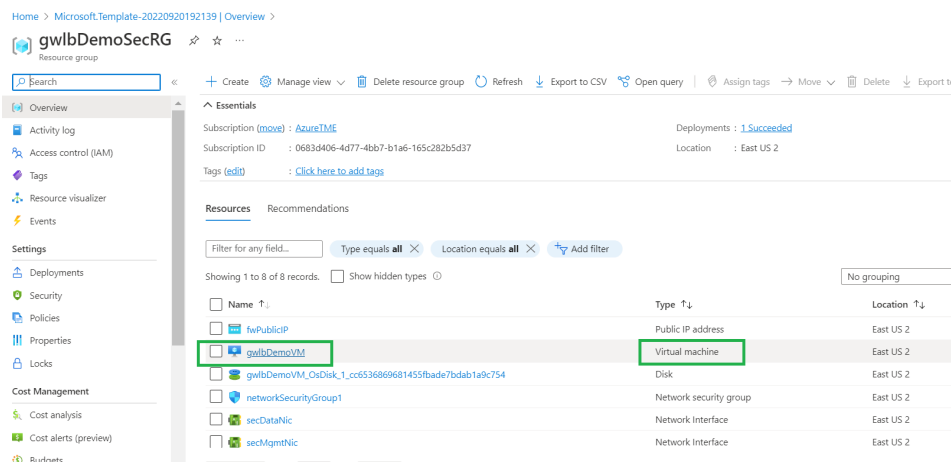 Home > Microsoft.Template-20220920192139 | Overview >
gwlbDemoSecRG
Resource group
Search
«
+ Create Manage view Delete resource group Refresh Export to CSV Open query Assign tags Move Delete Export t
Overview
Activity log
Access control (IAM)
Tags
Resource visualizer
Events
Settings
Deployments
Security
Policies
Properties
Locks
Cost Management
Cost analysis
Cost alerts (preview)
Budgets
Essentials
Subscription (move) : AzureTME
Deployments : 1 Succeeded
Subscription ID : 0683d406-4d77-4bb7-b1a6-165c282b5d37
Location : East US 2
Tags (edit) : Click here to add tags
Resources Recommendations
Filter for any field... Type equals all Location equals all Add filter
Showing 1 to 8 of 8 records. Show hidden types
No grouping
Name ↑↓ Type ↑↓ Location ↑↓
fwPublicIP Public IP address East US 2
gwlbDemoVM Virtual machine East US 2
gwlbDemoVM_OsDisk_1_cc6536869681455fbade7bdab1a9c754 Disk East US 2
networkSecurityGroup1 Network security group East US 2
secDataNic Network Interface East US 2
secMgmtNic Network Interface East US 2